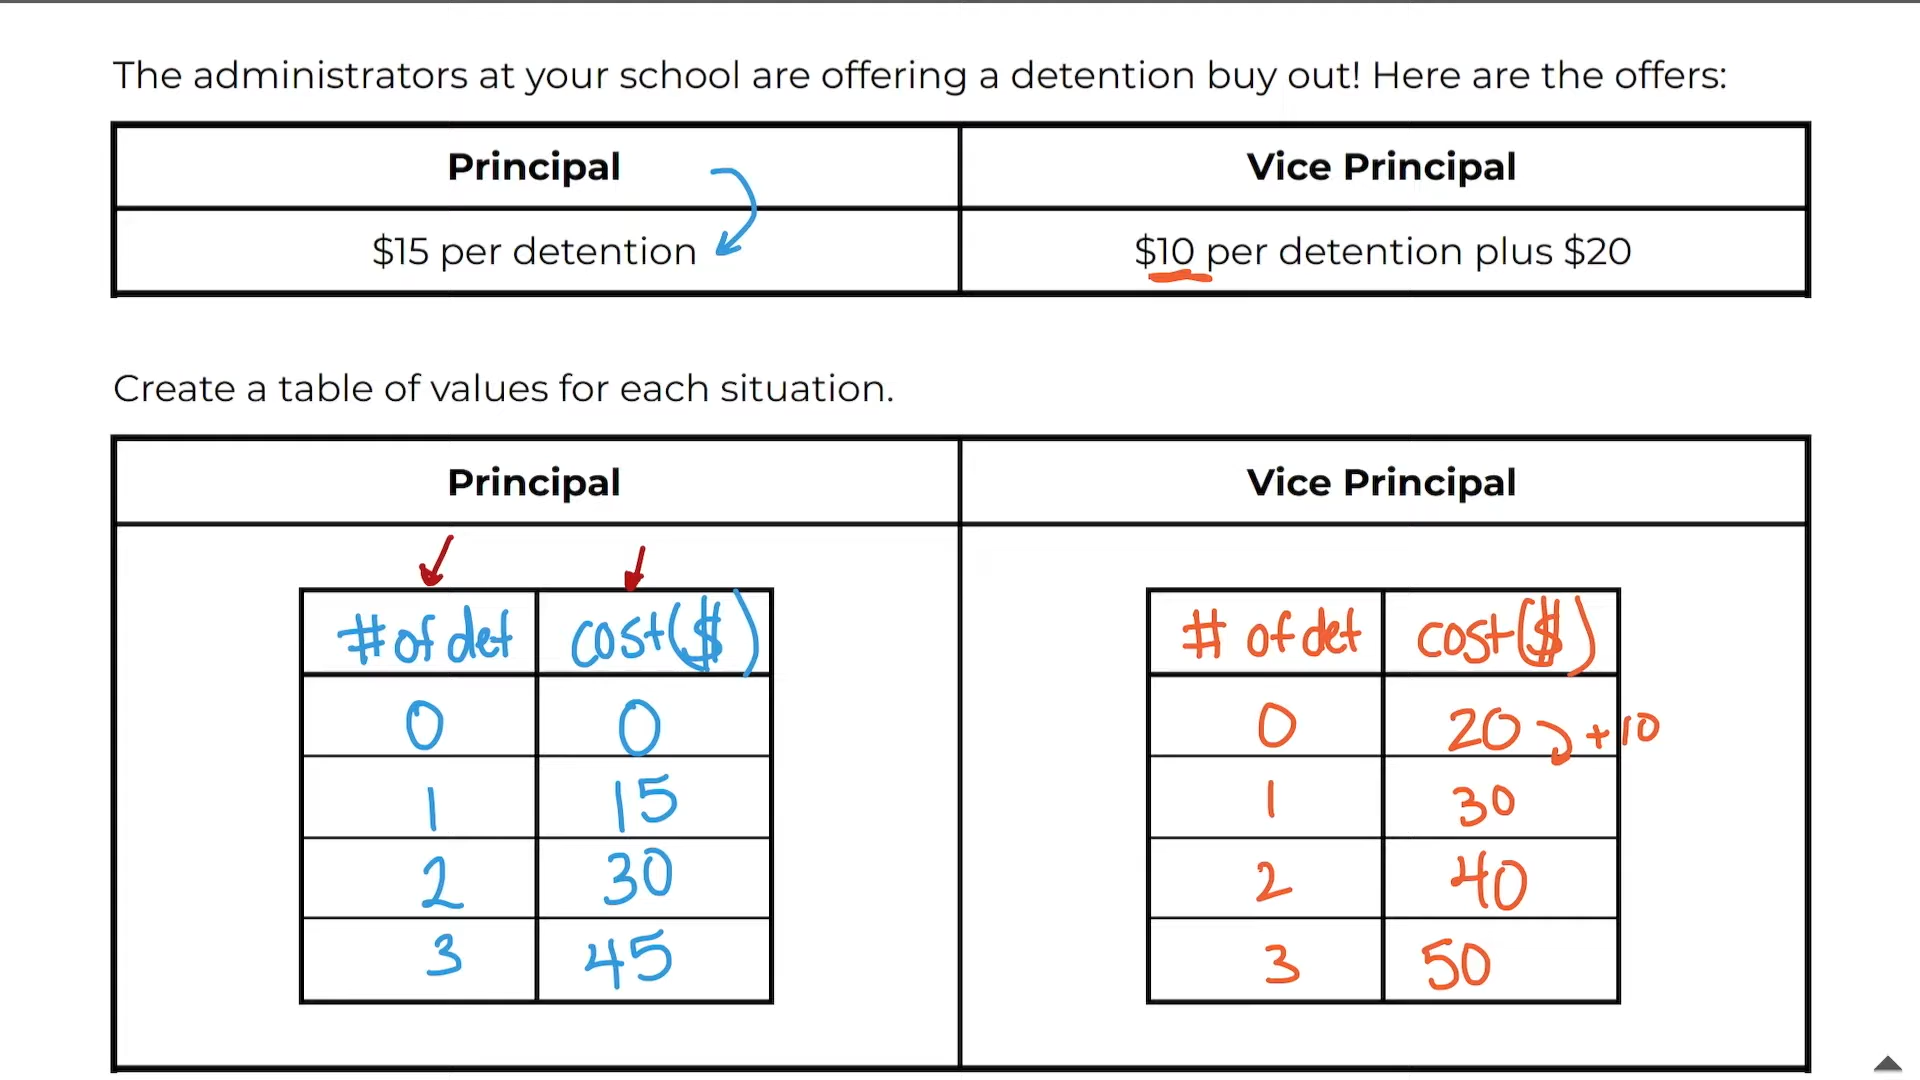 The administrators at your school are offering a detention buy out! Here are the offers:
Principal Vice Principal
$15 per detention $10 per detention plus $20
Create a table of values for each situation.
Principal Vice Principal
# of det cost($) # of det cost($)
0 0 0 20 +10
1 15 1 30
2 30 2 40
3 45 3 50